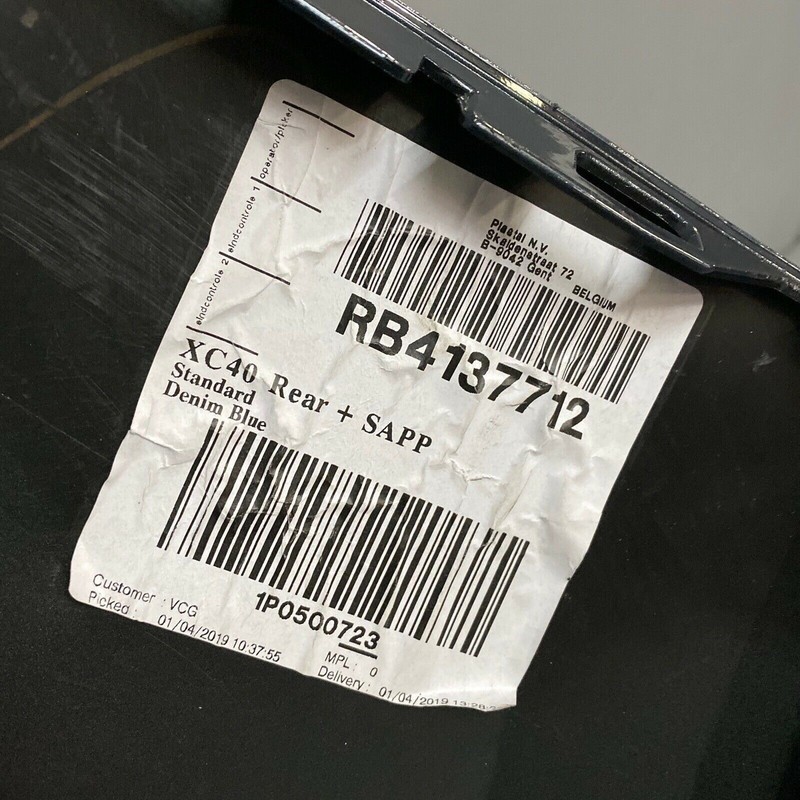 operator/picker
eindcontrole 1
eindcontrole 2
Plastal N.V.
Skaldenstraat 72
B-9042 Gent
BELGIUM
RB4137712
XC40 Rear + SAPP
Standard
Denim Blue
1P0500723
Customer : VCG
Picked : 01/04/2019 10:37:55
MPL : 0
Delivery : 01/04/2019